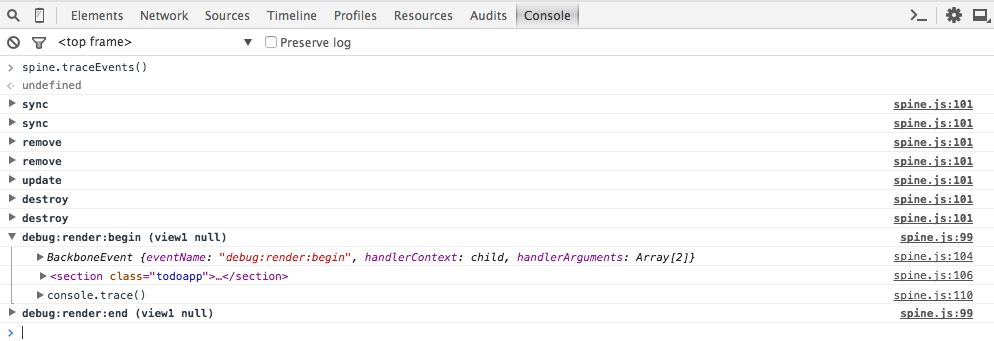 Elements Network Sources Timeline Profiles Resources Audits Console
<top frame> Preserve log
spine.traceEvents()
undefined
sync spine.js:101
sync spine.js:101
remove spine.js:101
remove spine.js:101
update spine.js:101
destroy spine.js:101
destroy spine.js:101
debug:render:begin (view1 null) spine.js:99
BackboneEvent {eventName: "debug:render:begin", handlerContext: child, handlerArguments: Array[2]} spine.js:104
<section class="todoapp">…</section> spine.js:106
console.trace() spine.js:110
debug:render:end (view1 null) spine.js:99